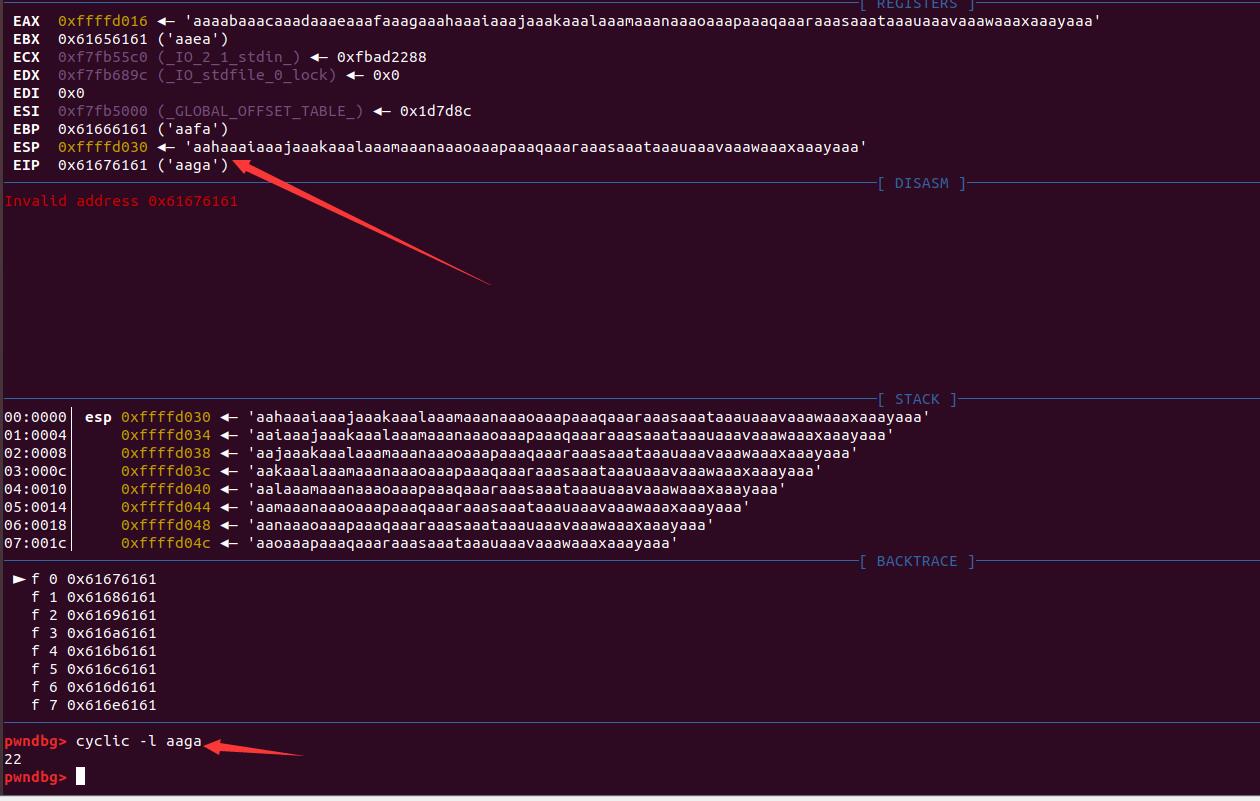 [ REGISTERS ]
EAX 0xffffd016 ◂— 'aaaabaaacaaadaaaeaaafaaagaaahaaaiaaajaaakaaalaaamaaanaaaoaaapaaaqaaaraaasaaataaauaaavaaawaaaxaaayaaa'
EBX 0x61656161 ('aaea')
ECX 0xf7fb55c0 (_IO_2_1_stdin_) ◂— 0xfbad2288
EDX 0xf7fb689c (_IO_stdfile_0_lock) ◂— 0x0
EDI 0x0
ESI 0xf7fb5000 (_GLOBAL_OFFSET_TABLE_) ◂— 0x1d7d8c
EBP 0x61666161 ('aafa')
ESP 0xffffd030 ◂— 'aahaaaiaaajaaakaaalaaamaaanaaaoaaapaaaqaaaraaasaaataaauaaavaaawaaaxaaayaaa'
EIP 0x61676161 ('aaga')
[ DISASM ]
Invalid address 0x61676161
[ STACK ]
00:0000│ esp 0xffffd030 ◂— 'aahaaaiaaajaaakaaalaaamaaanaaaoaaapaaaqaaaraaasaaataaauaaavaaawaaaxaaayaaa'
01:0004│ 0xffffd034 ◂— 'aaiaaajaaakaaalaaamaaanaaaoaaapaaaqaaaraaasaaataaauaaavaaawaaaxaaayaaa'
02:0008│ 0xffffd038 ◂— 'aajaaakaaalaaamaaanaaaoaaapaaaqaaaraaasaaataaauaaavaaawaaaxaaayaaa'
03:000c│ 0xffffd03c ◂— 'aakaaalaaamaaanaaaoaaapaaaqaaaraaasaaataaauaaavaaawaaaxaaayaaa'
04:0010│ 0xffffd040 ◂— 'aalaaamaaanaaaoaaapaaaqaaaraaasaaataaauaaavaaawaaaxaaayaaa'
05:0014│ 0xffffd044 ◂— 'aamaaanaaaoaaapaaaqaaaraaasaaataaauaaavaaawaaaxaaayaaa'
06:0018│ 0xffffd048 ◂— 'aanaaaoaaapaaaqaaaraaasaaataaauaaavaaawaaaxaaayaaa'
07:001c│ 0xffffd04c ◂— 'aaoaaapaaaqaaaraaasaaataaauaaavaaawaaaxaaayaaa'
[ BACKTRACE ]
► f 0 0x61676161
f 1 0x61686161
f 2 0x61696161
f 3 0x616a6161
f 4 0x616b6161
f 5 0x616c6161
f 6 0x616d6161
f 7 0x616e6161
pwndbg> cyclic -l aaga
22
pwndbg>